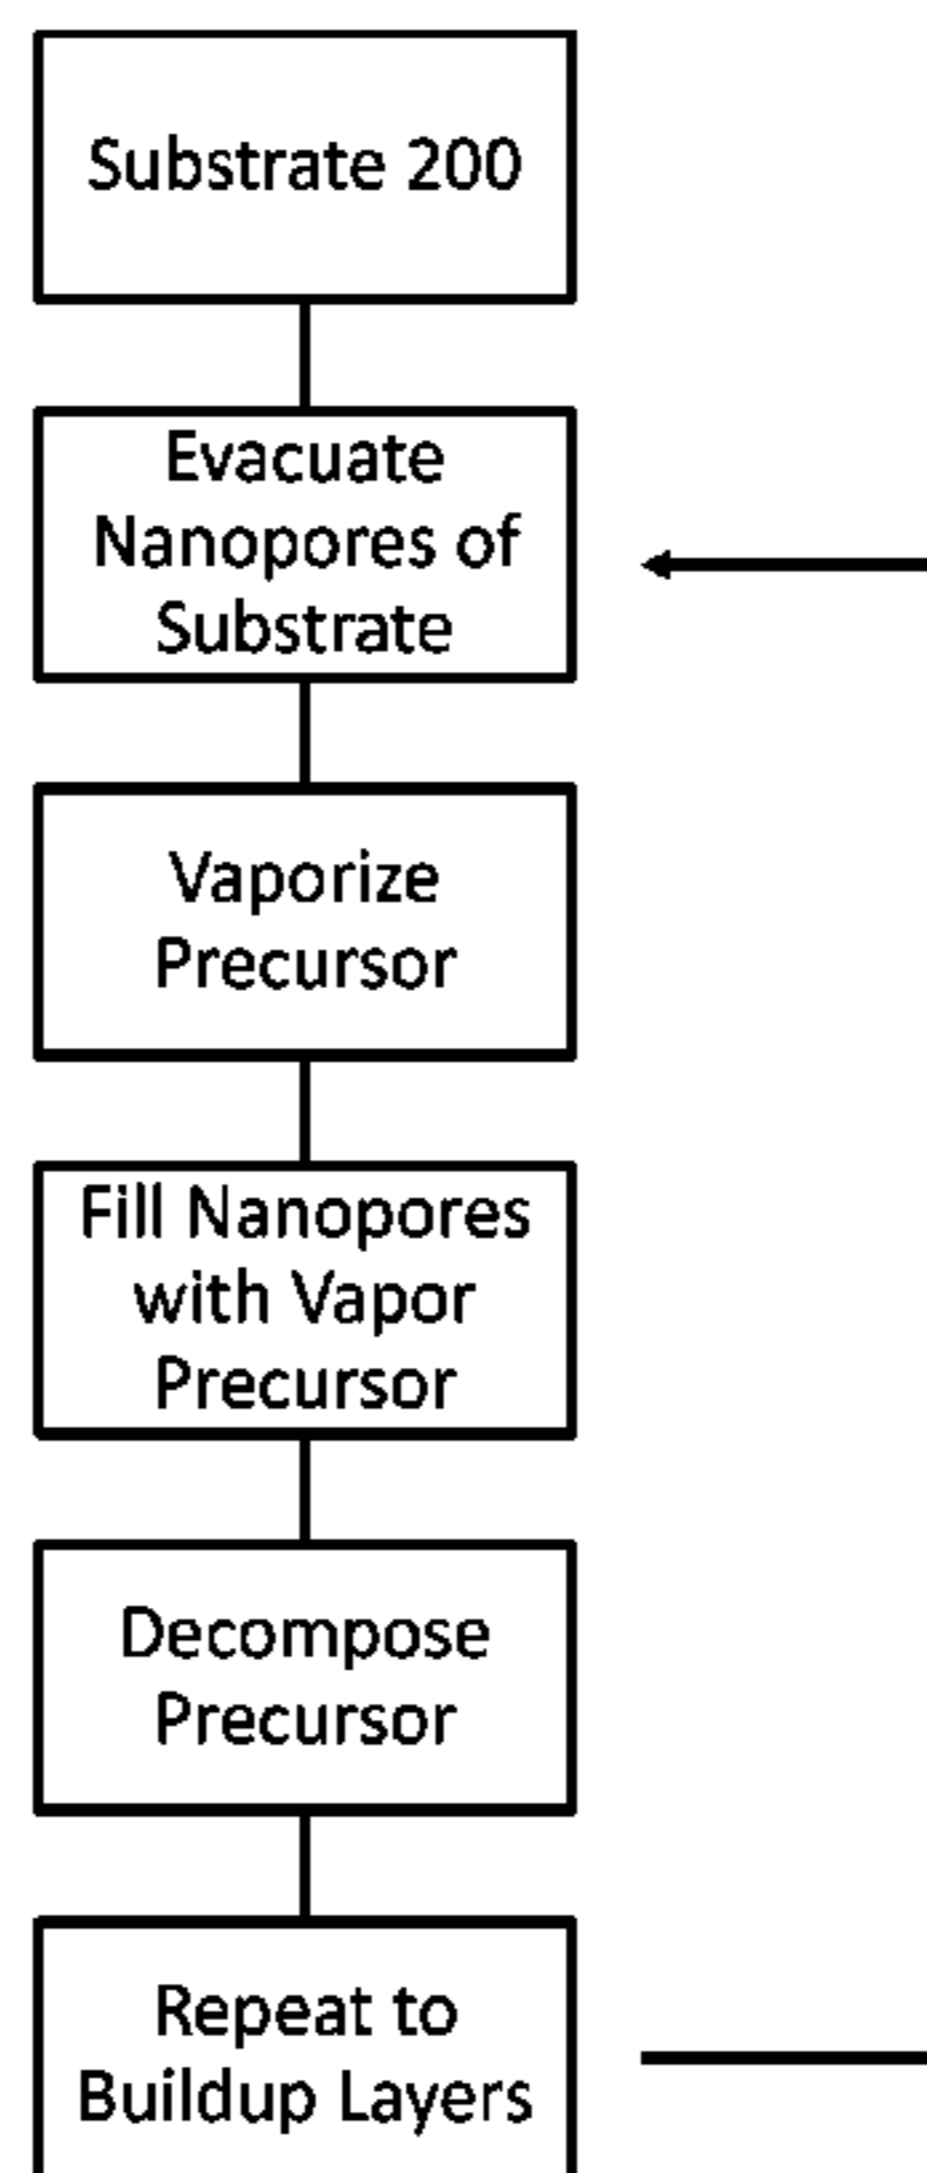 Substrate 200
Evacuate
Nanopores of
Substrate
Vaporize
Precursor
Fill Nanopores
with Vapor
Precursor
Decompose
Precursor
Repeat to
Buildup Layers